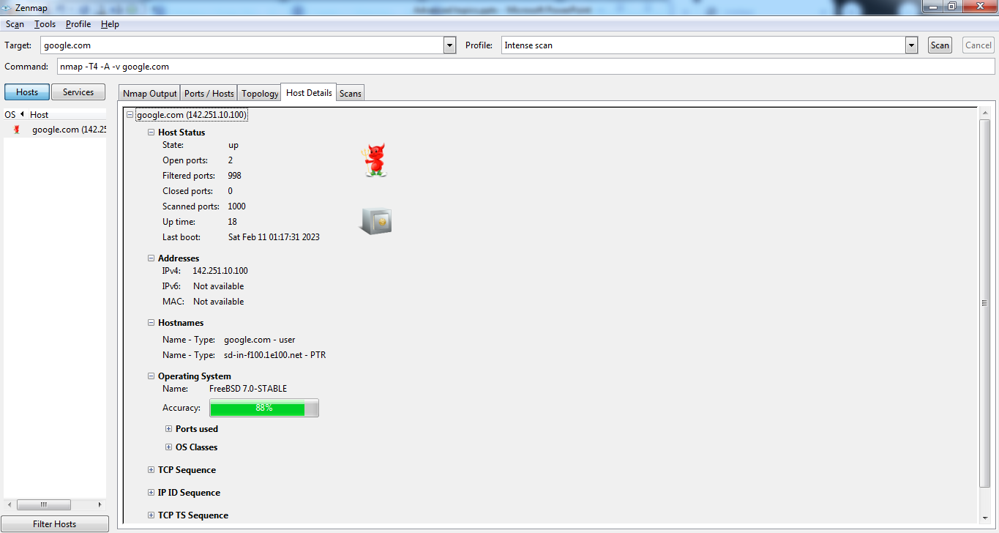 Zenmap
Scan Tools Profile Help
Target: google.com Profile: Intense scan Scan Cancel
Command: nmap -T4 -A -v google.com
Hosts Services
Nmap Output Ports / Hosts Topology Host Details Scans
OS Host
google.com (142.25
google.com (142.251.10.100)
Host Status
State: up
Open ports: 2
Filtered ports: 998
Closed ports: 0
Scanned ports: 1000
Up time: 18
Last boot: Sat Feb 11 01:17:31 2023
Addresses
IPv4: 142.251.10.100
IPv6: Not available
MAC: Not available
Hostnames
Name - Type: google.com - user
Name - Type: sd-in-f100.1e100.net - PTR
Operating System
Name: FreeBSD 7.0-STABLE
Accuracy: 88%
Ports used
OS Classes
TCP Sequence
IP ID Sequence
TCP TS Sequence
Filter Hosts